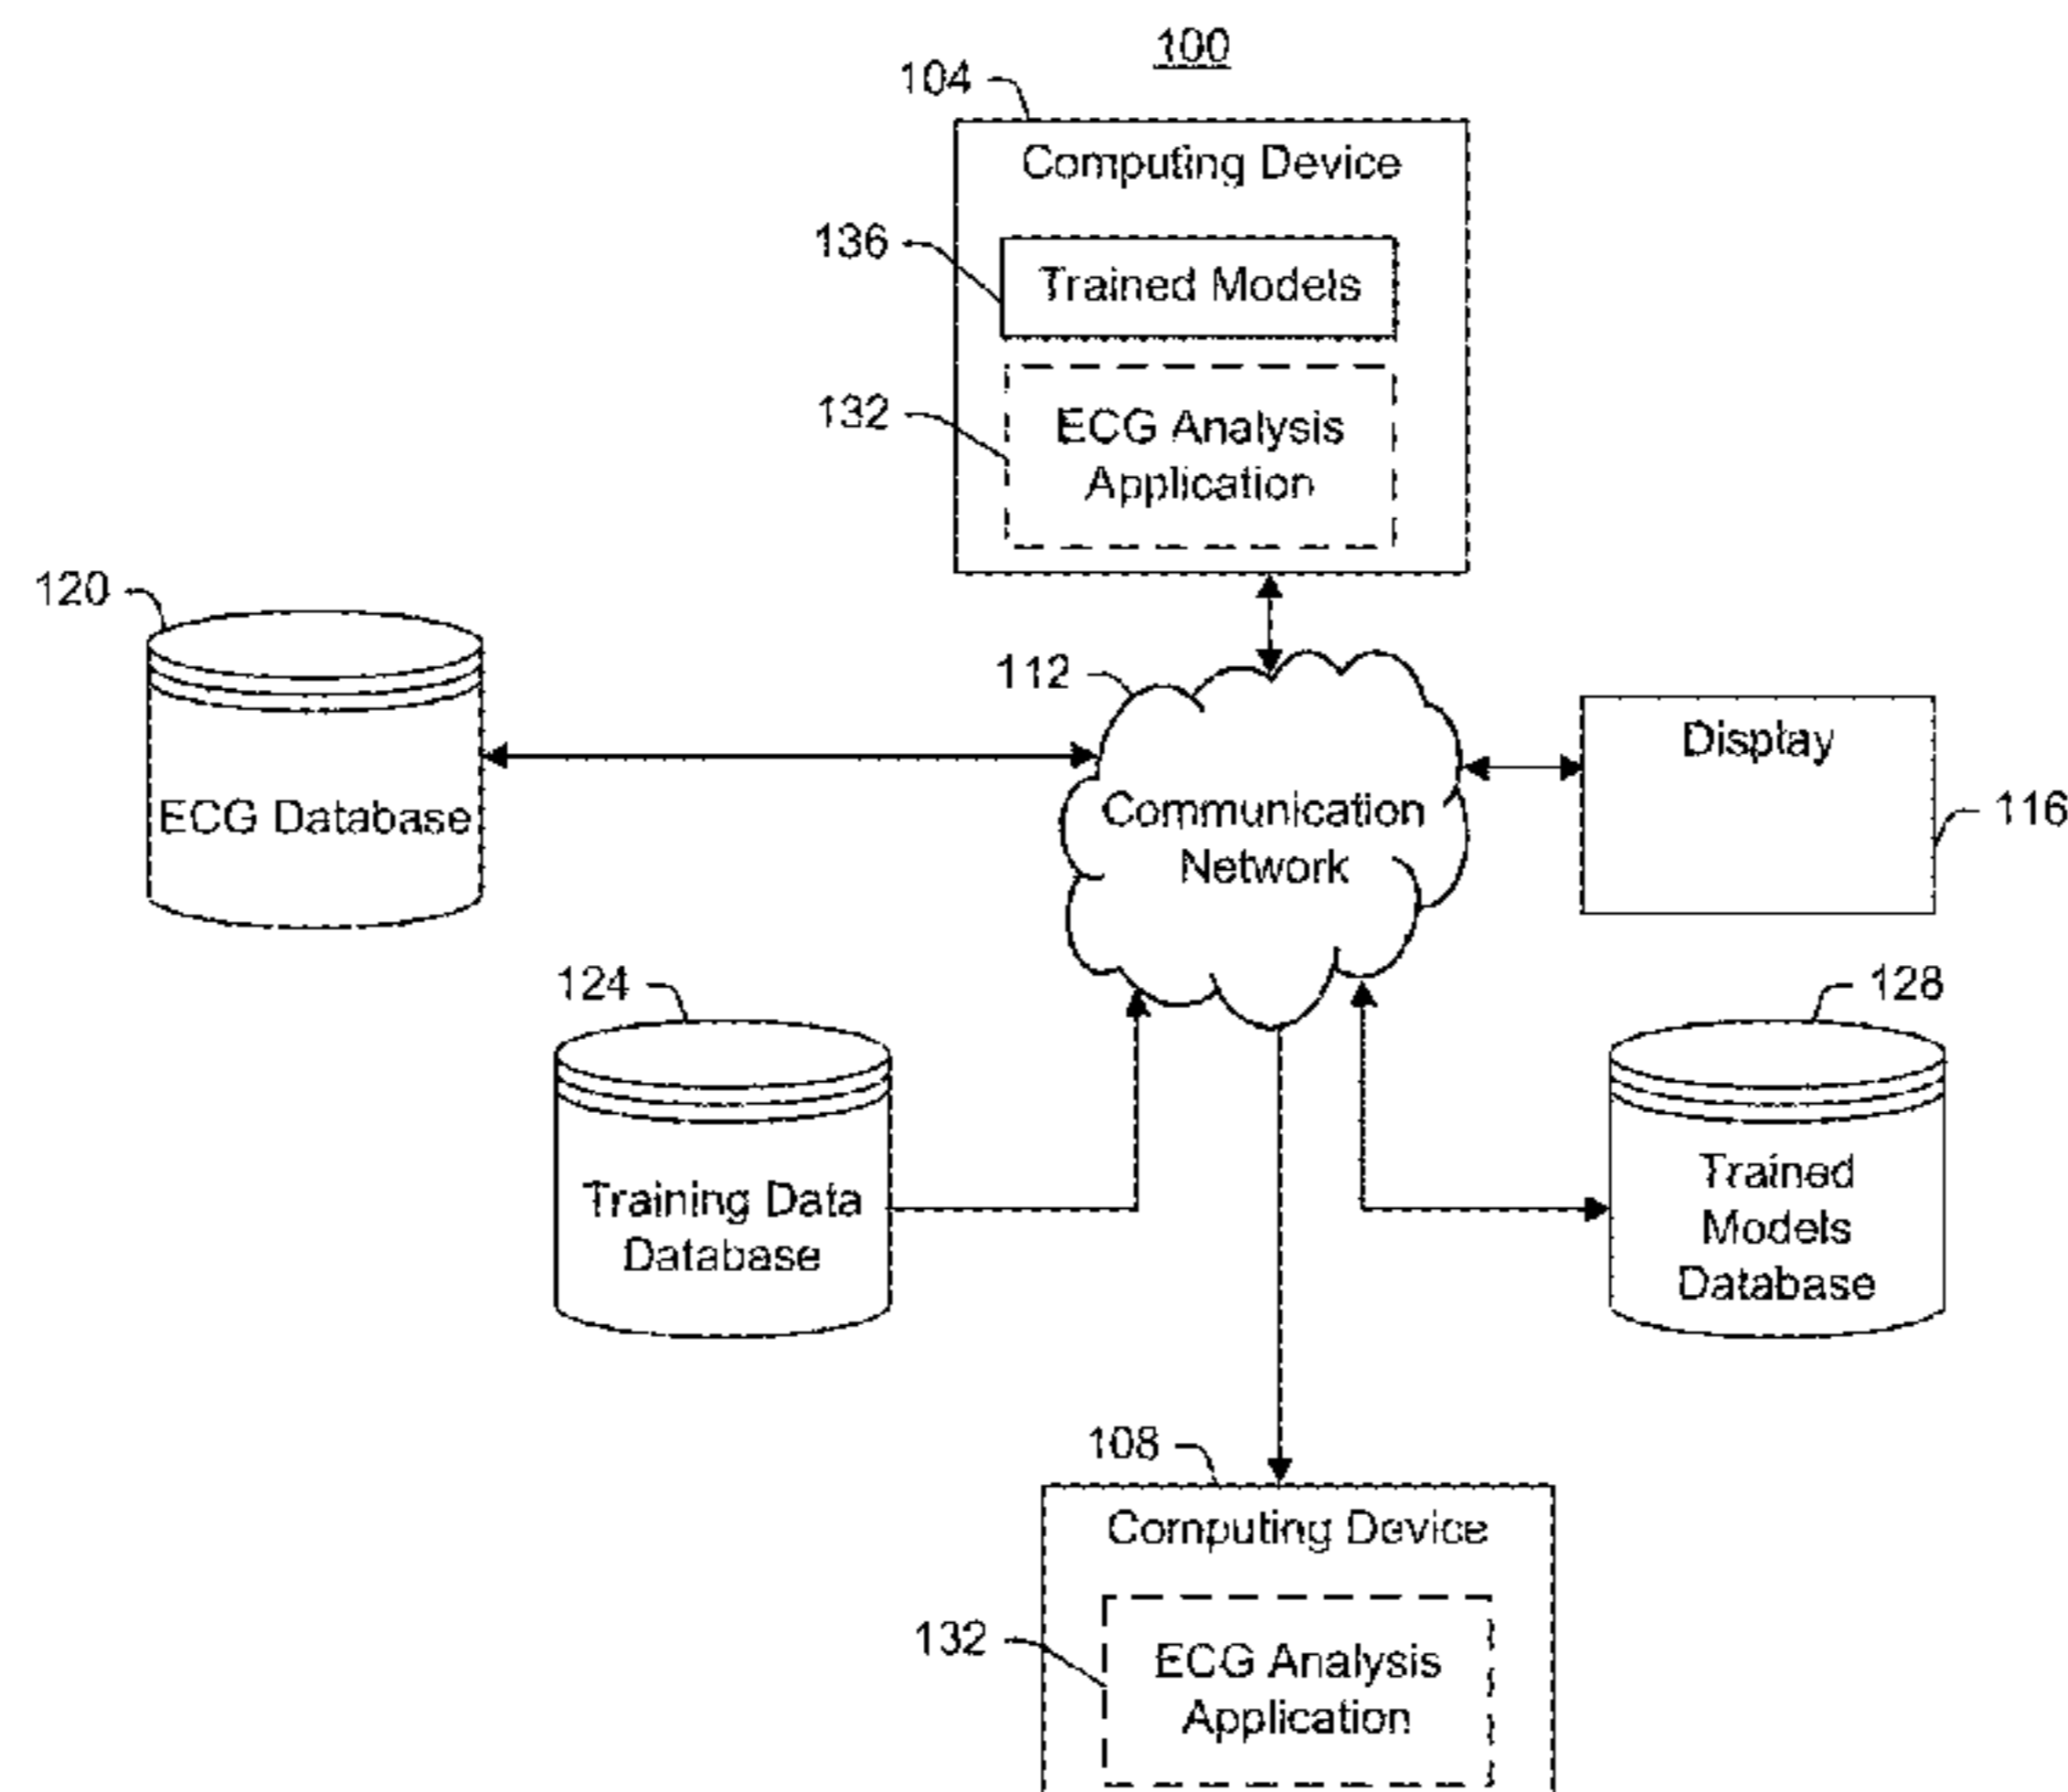 100
104
Computing Device
136
Trained Models
132
ECG Analysis
Application
120
112
ECG Database
Communication
Network
Display
116
124
128
Training Data
Database
Trained
Models
Database
108
Computing Device
132
ECG Analysis
Application